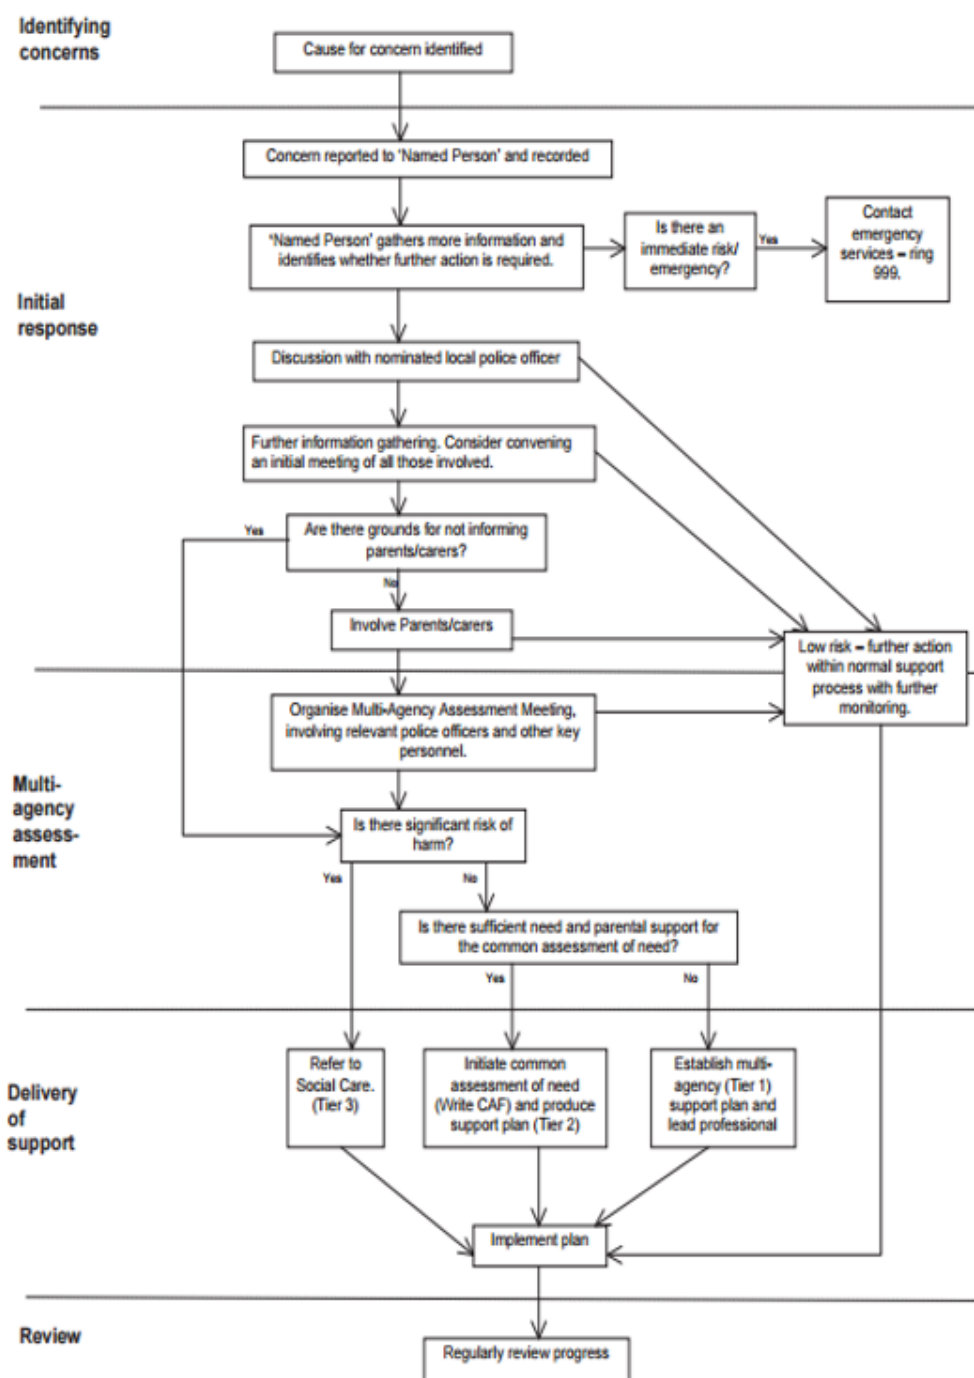 Identifying
concerns
Cause for concern identified
Concern reported to 'Named Person' and recorded
'Named Person' gathers more information and
identifies whether further action is required.
Is there an
immediate risk/
emergency?
Yes
Contact
emergency
services – ring
999.
Initial
response
Discussion with nominated local police officer
Further information gathering. Consider convening
an initial meeting of all those involved.
Yes
Are there grounds for not informing
parents/carers?
No
Involve Parents/carers
Low risk – further action
within normal support
process with further
monitoring.
Organise Multi-Agency Assessment Meeting,
involving relevant police officers and other key
personnel.
Multi-
agency
assess-
ment
Is there significant risk of
harm?
Yes
No
Is there sufficient need and parental support for
the common assessment of need?
Yes
No
Delivery
of
support
Refer to
Social Care.
(Tier 3)
Initiate common
assessment of need
(Write CAF) and produce
support plan (Tier 2)
Establish multi-
agency (Tier 1)
support plan and
lead professional
Implement plan
Review
Regularly review progress